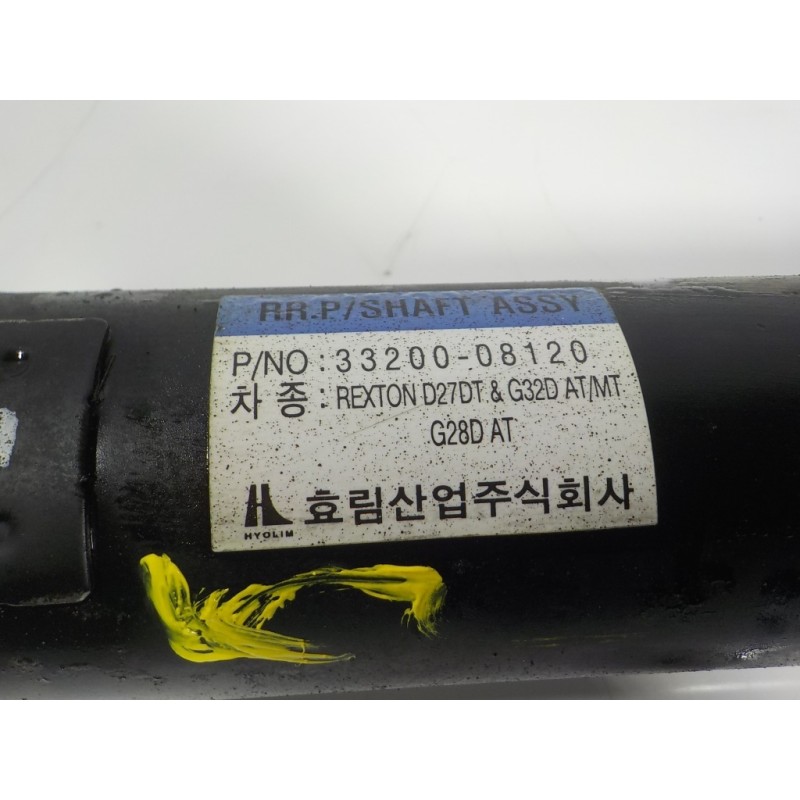 RR.P/SHAFT ASSY
P/NO : 33200-08120
차 종 : REXTON D27DT & G32D AT/MT
G28D AT
HYOLIM 효림산업주식회사